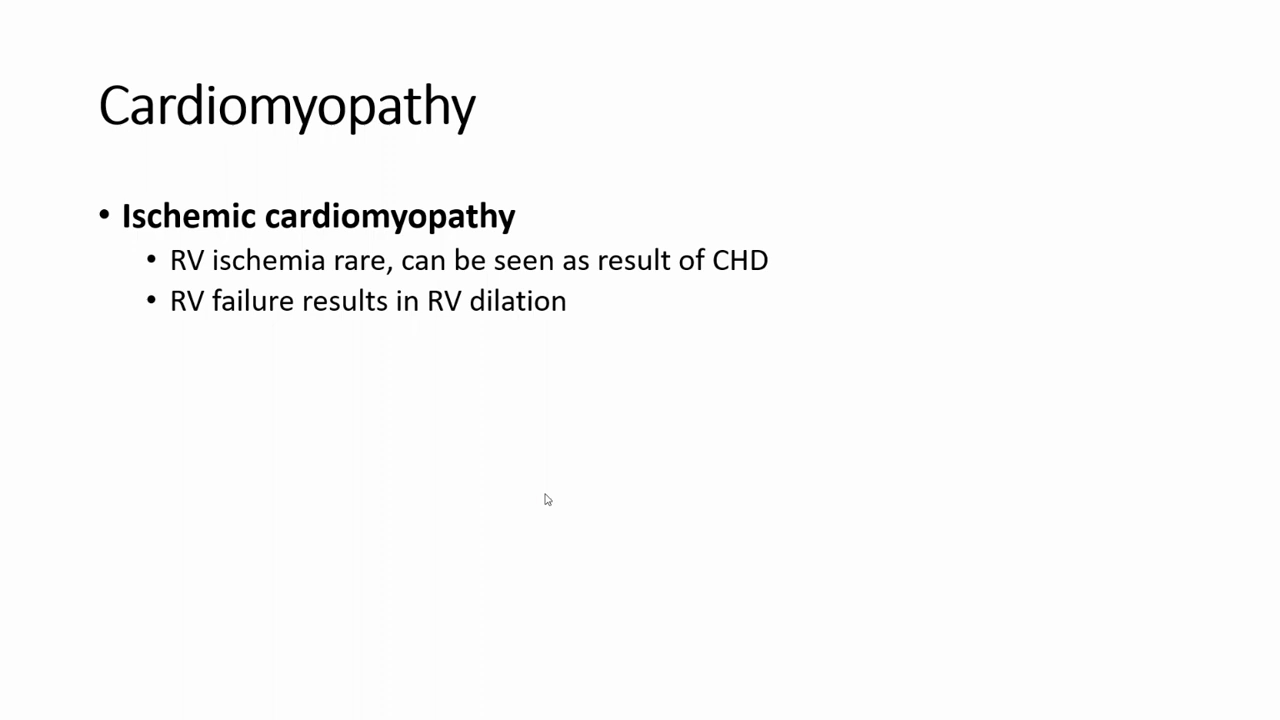 Cardiomyopathy
• Ischemic cardiomyopathy
• RV ischemia rare, can be seen as result of CHD
• RV failure results in RV dilation